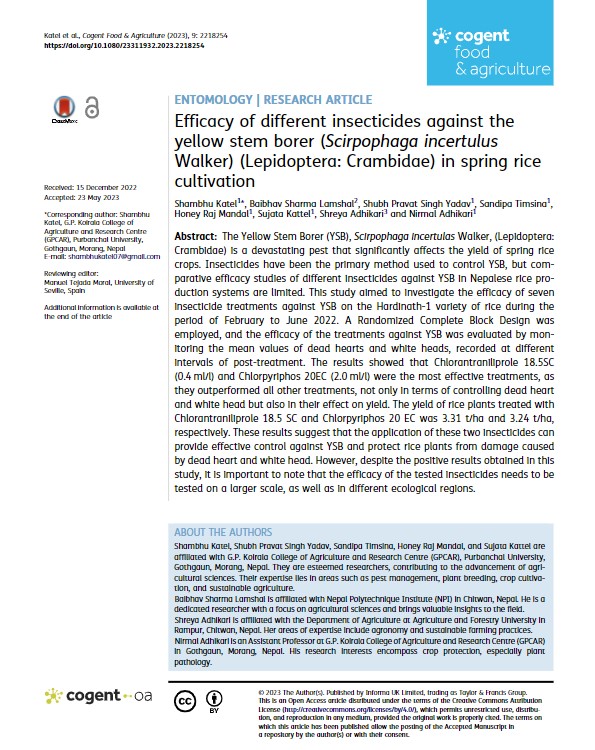 Katel et al., Cogent Food & Agriculture (2023), 9: 2218254
https://doi.org/10.1080/23311932.2023.2218254
cogent
food
& agriculture
CrossMark
Received: 15 December 2022
Accepted: 23 May 2023
*Corresponding author: Shambhu
Katel, G.P. Koirala College of
Agriculture and Research Centre
(GPCAR), Purbanchal University,
Gothgaun, Morang, Nepal
E-mail: shambhukatel07@gmail.com
Reviewing editor:
Manuel Tejada Moral, University of
Seville, Spain
Additional information is available at
the end of the article
ENTOMOLOGY | RESEARCH ARTICLE
Efficacy of different insecticides against the
yellow stem borer (Scirpophaga incertulus
Walker) (Lepidoptera: Crambidae) in spring rice
cultivation
Shambhu Katel1*, Baibhav Sharma Lamshal2, Shubh Pravat Singh Yadav1, Sandipa Timsina1,
Honey Raj Mandal1, Sujata Kattel1, Shreya Adhikari3 and Nirmal Adhikari1
Abstract: The Yellow Stem Borer (YSB), Scirpophaga incertulus Walker, (Lepidoptera:
Crambidae) is a devastating pest that significantly affects the yield of spring rice
crops. Insecticides have been the primary method used to control YSB, but com-
parative efficacy studies of different insecticides against YSB in Nepalese rice pro-
duction systems are limited. This study aimed to investigate the efficacy of seven
insecticide treatments against YSB on the Hardinath-1 variety of rice during the
period of February to June 2022. A Randomized Complete Block Design was
employed, and the efficacy of the treatments against YSB was evaluated by mon-
itoring the mean values of dead hearts and white heads, recorded at different
intervals of post-treatment. The results showed that Chlorantraniliprole 18.5SC
(0.4 ml/l) and Chlorpyriphos 20EC (2.0 ml/l) were the most effective treatments, as
they outperformed all other treatments, not only in terms of controlling dead heart
and white head but also in their effect on yield. The yield of rice plants treated with
Chlorantraniliprole 18.5 SC and Chlorpyriphos 20 EC was 3.31 t/ha and 3.24 t/ha,
respectively. These results suggest that the application of these two insecticides can
provide effective control against YSB and protect rice plants from damage caused
by dead heart and white head. However, despite the positive results obtained in this
study, it is important to note that the efficacy of the tested insecticides needs to be
tested on a larger scale, as well as in different ecological regions.
ABOUT THE AUTHORS
Shambhu Katel, Shubh Pravat Singh Yadav, Sandipa Timsina, Honey Raj Mandal, and Sujata Kattel are
affiliated with G.P. Koirala College of Agriculture and Research Centre (GPCAR), Purbanchal University,
Gothgaun, Morang, Nepal. They are esteemed researchers, contributing to the advancement of agri-
cultural sciences. Their expertise lies in areas such as pest management, plant breeding, crop cultiva-
tion, and sustainable agriculture.
Baibhav Sharma Lamshal is affiliated with Nepal Polytechnique Institute (NPI) in Chitwan, Nepal. He is a
dedicated researcher with a focus on agricultural sciences and brings valuable insights to the field.
Shreya Adhikari is affiliated with the Department of Agriculture at Agriculture and Forestry University in
Rampur, Chitwan, Nepal. Her areas of expertise include agronomy and sustainable farming practices.
Nirmal Adhikari is an Assistant Professor at G.P. Koirala College of Agriculture and Research Centre (GPCAR)
in Gothgaun, Morang, Nepal. His research interests encompass crop protection, especially plant
pathology.
cogent oa
cc BY
© 2023 The Author(s). Published by Informa UK Limited, trading as Taylor & Francis Group.
This is an Open Access article distributed under the terms of the Creative Commons Attribution
License (http://creativecommons.org/licenses/by/4.0/), which permits unrestricted use, distribu-
tion, and reproduction in any medium, provided the original work is properly cited. The terms on
which this article has been published allow the posting of the Accepted Manuscript in
a repository by the author(s) or with their consent.